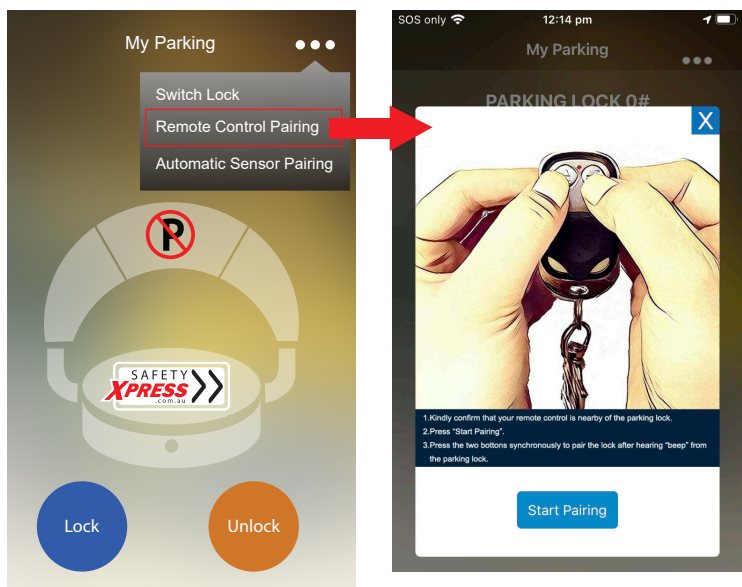 My Parking
Switch Lock
Remote Control Pairing
Automatic Sensor Pairing
P
SAFETY
XPRESS
.com.au
Lock
Unlock
SOS only
12:14 pm
My Parking
PARKING LOCK 0#
X
1.Kindly confirm that your remote control is nearby of the parking lock.
2.Press “Start Pairing”.
3.Press the two bottons synchronously to pair the lock after hearing “beep” from
the parking lock.
Start Pairing